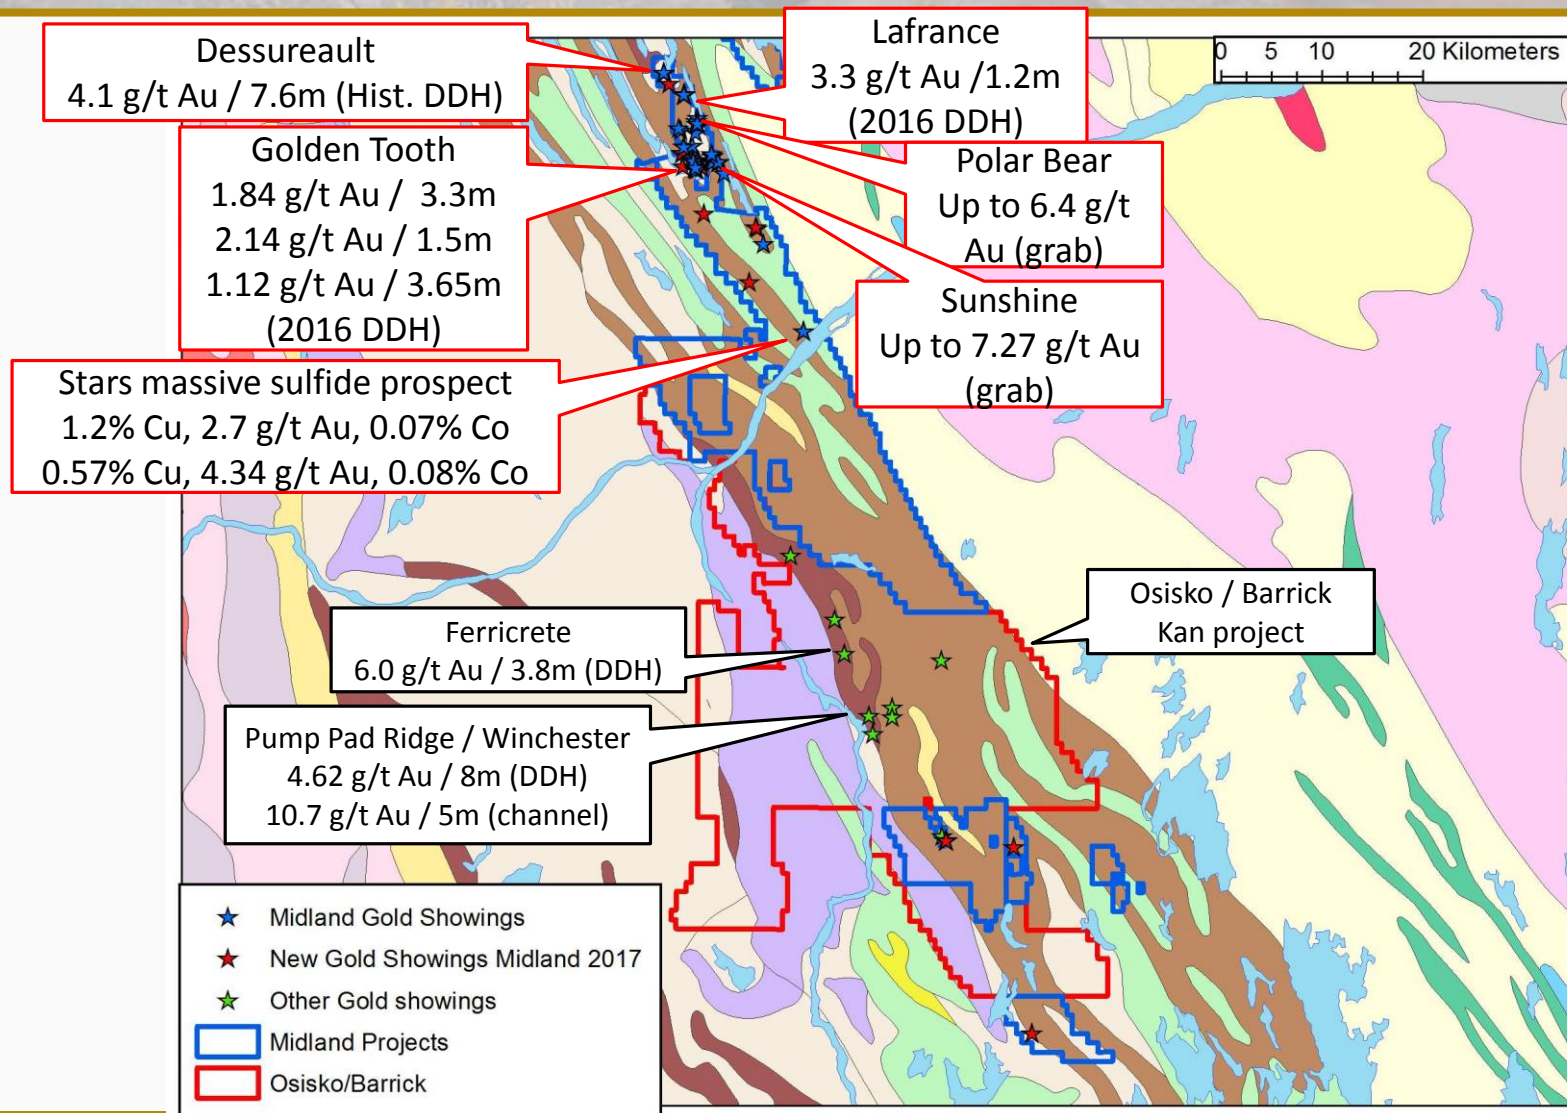 Dessureault
4.1 g/t Au / 7.6m (Hist. DDH)
Lafrance
3.3 g/t Au /1.2m
(2016 DDH)
0 5 10 20 Kilometers
Golden Tooth
1.84 g/t Au / 3.3m
2.14 g/t Au / 1.5m
1.12 g/t Au / 3.65m
(2016 DDH)
Polar Bear
Up to 6.4 g/t
Au (grab)
Sunshine
Up to 7.27 g/t Au
(grab)
Stars massive sulfide prospect
1.2% Cu, 2.7 g/t Au, 0.07% Co
0.57% Cu, 4.34 g/t Au, 0.08% Co
Osisko / Barrick
Kan project
Ferricrete
6.0 g/t Au / 3.8m (DDH)
Pump Pad Ridge / Winchester
4.62 g/t Au / 8m (DDH)
10.7 g/t Au / 5m (channel)
Midland Gold Showings
New Gold Showings Midland 2017
Other Gold showings
Midland Projects
Osisko/Barrick